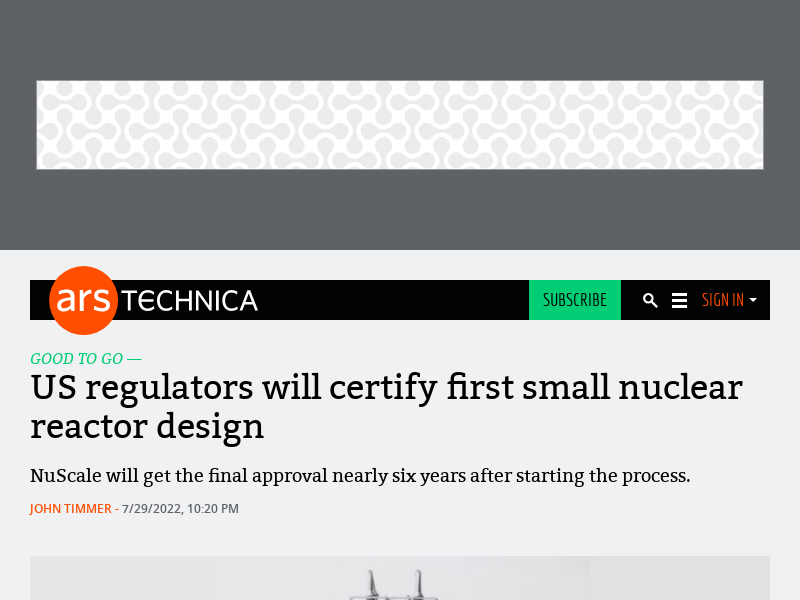 ars TECHNICA
SUBSCRIBE
SIGN IN
GOOD TO GO —
US regulators will certify first small nuclear
reactor design
NuScale will get the final approval nearly six years after starting the process.
JOHN TIMMER - 7/29/2022, 10:20 PM